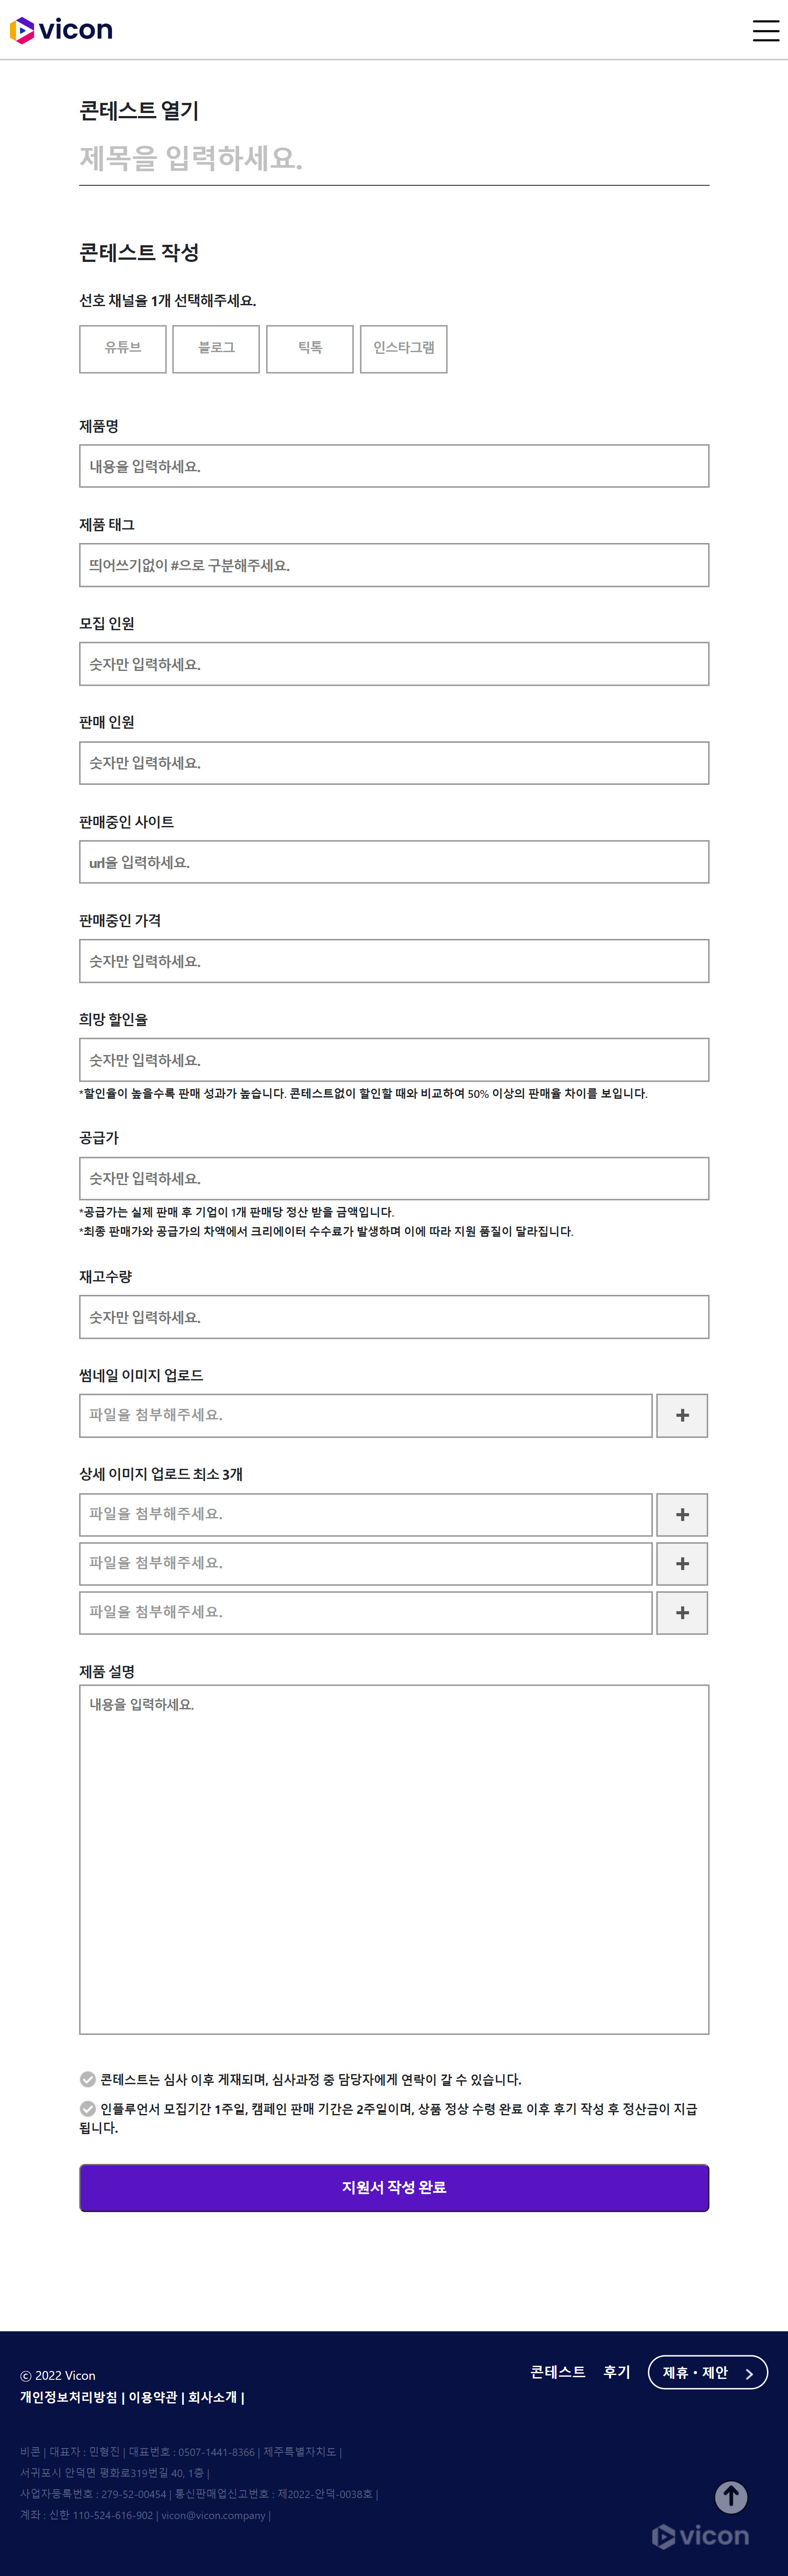 vicon
콘테스트 열기
제목을 입력하세요.
콘테스트 작성
선호 채널을 1개 선택해주세요.
유튜브 블로그 틱톡 인스타그램
제품명
내용을 입력하세요.
제품 태그
띄어쓰기없이 #으로 구분해주세요.
모집 인원
숫자만 입력하세요.
판매 인원
숫자만 입력하세요.
판매중인 사이트
url을 입력하세요.
판매중인 가격
숫자만 입력하세요.
희망 할인율
숫자만 입력하세요.
*할인율이 높을수록 판매 성과가 높습니다. 콘테스트없이 할인할 때와 비교하여 50% 이상의 판매율 차이를 보입니다.
공급가
숫자만 입력하세요.
*공급가는 실제 판매 후 기업이 1개 판매당 정산 받을 금액입니다.
*최종 판매가와 공급가의 차액에서 크리에이터 수수료가 발생하며 이에 따라 지원 품질이 달라집니다.
재고수량
숫자만 입력하세요.
썸네일 이미지 업로드
파일을 첨부해주세요. +
상세 이미지 업로드 최소 3개
파일을 첨부해주세요. +
파일을 첨부해주세요. +
파일을 첨부해주세요. +
제품 설명
내용을 입력하세요.
콘테스트는 심사 이후 게재되며, 심사과정 중 담당자에게 연락이 갈 수 있습니다.
인플루언서 모집기간 1주일, 캠페인 판매 기간은 2주일이며, 상품 정상 수령 완료 이후 후기 작성 후 정산금이 지급
됩니다.
지원서 작성 완료
콘테스트 후기 제휴·제안 >
© 2022 Vicon
개인정보처리방침 | 이용약관 | 회사소개 |
비콘 | 대표자 : 민형진 | 대표번호 : 0507-1441-8366 | 제주특별자치도 |
서귀포시 안덕면 평화로319번길 40, 1층 |
사업자등록번호 : 279-52-00454 | 통신판매업신고번호 : 제2022-안덕-0038호 |
계좌 : 신한 110-524-616-902 | vicon@vicon.company |
vicon